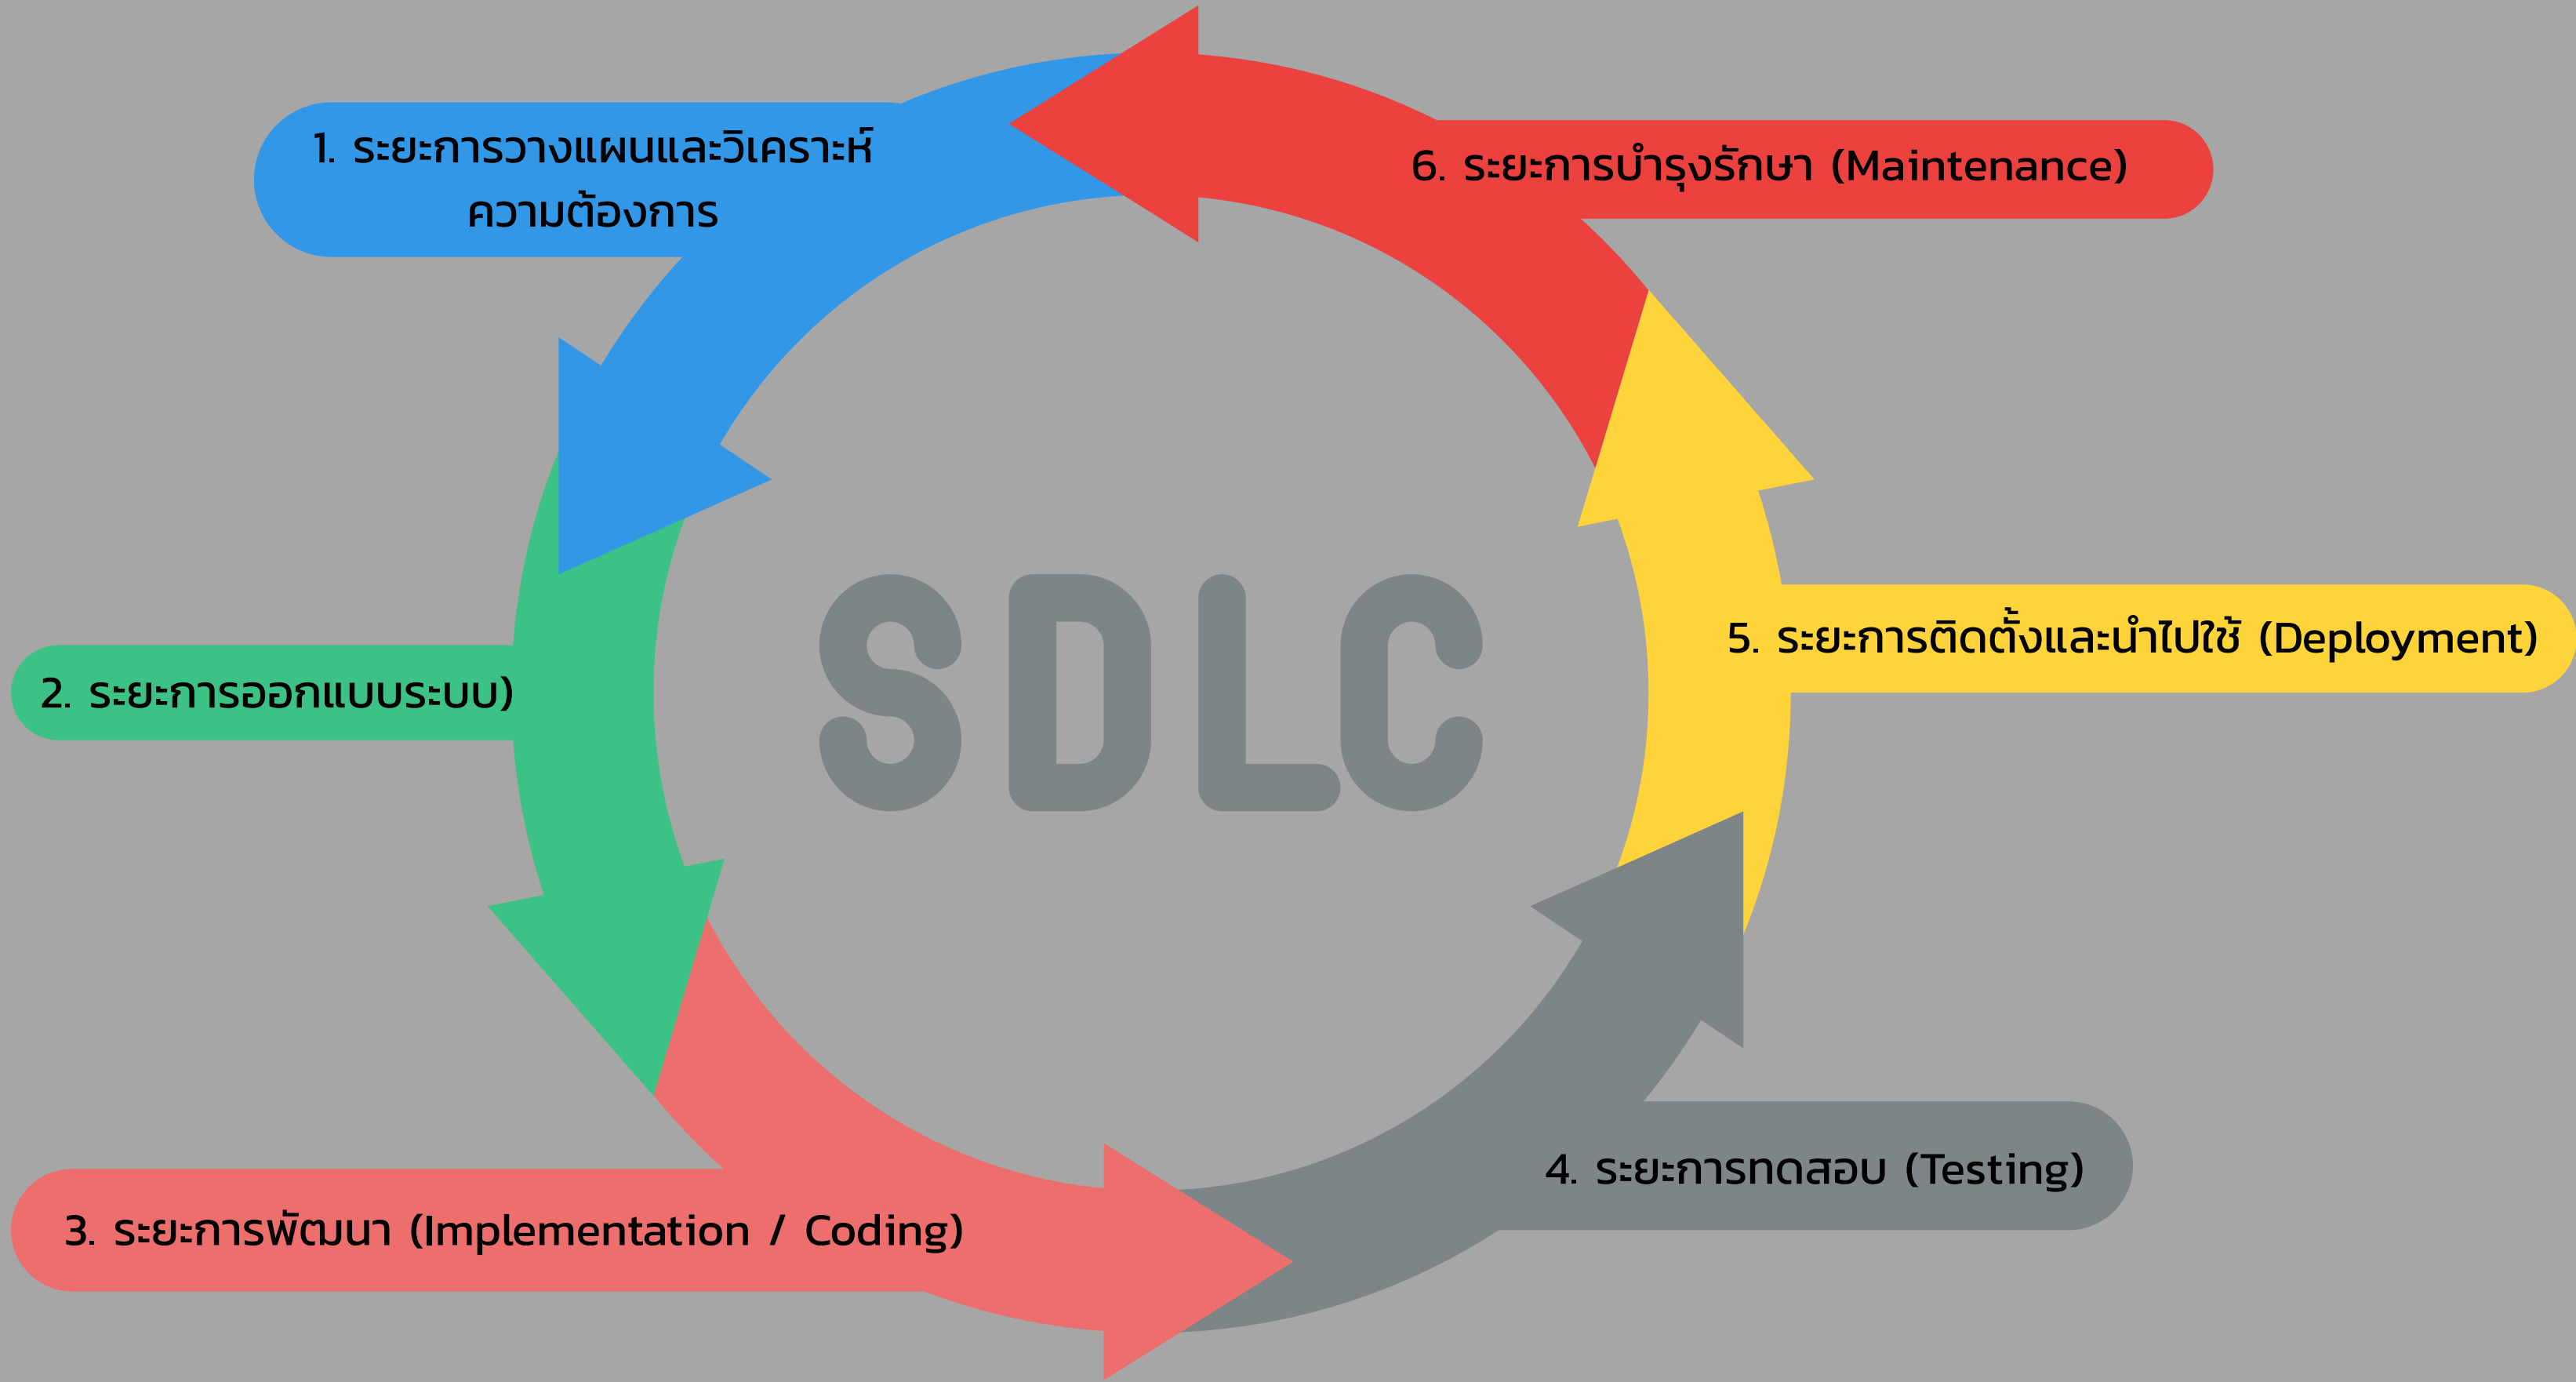 1. ระยะการวางแผนและวิเคราะห์
ความต้องการ
2. ระยะการออกแบบระบบ)
3. ระยะการพัฒนา (Implementation / Coding)
4. ระยะการทดสอบ (Testing)
5. ระยะการติดตั้งและนำไปใช้ (Deployment)
6. ระยะการบำรุงรักษา (Maintenance)
SDLC